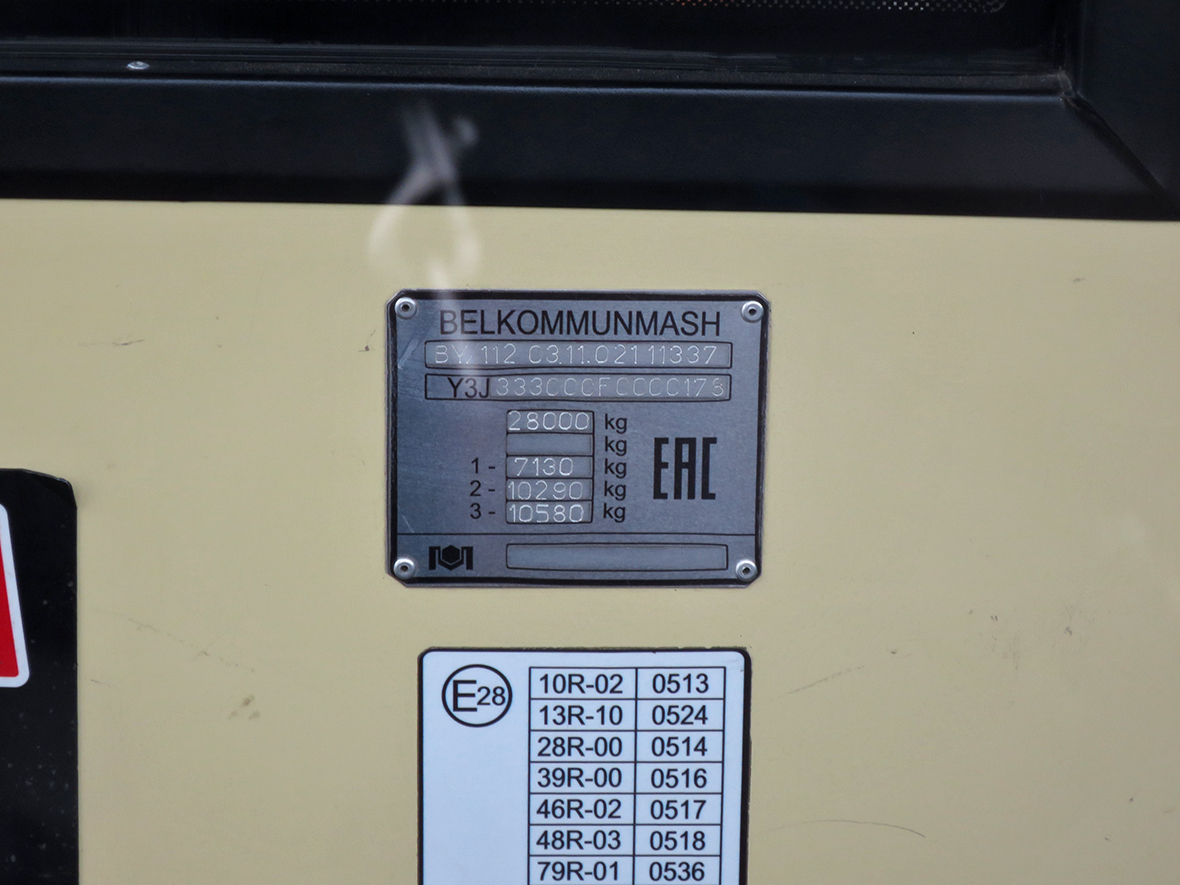 BELKOMMUNMASH
BY/112 03.11.021 11337
Y3J333000F0000178
28000 kg
kg
1 - 7130 kg
2 - 10290 kg
3 - 10580 kg
EAC
E28
10R-02 0513
13R-10 0524
28R-00 0514
39R-00 0516
46R-02 0517
48R-03 0518
79R-01 0536